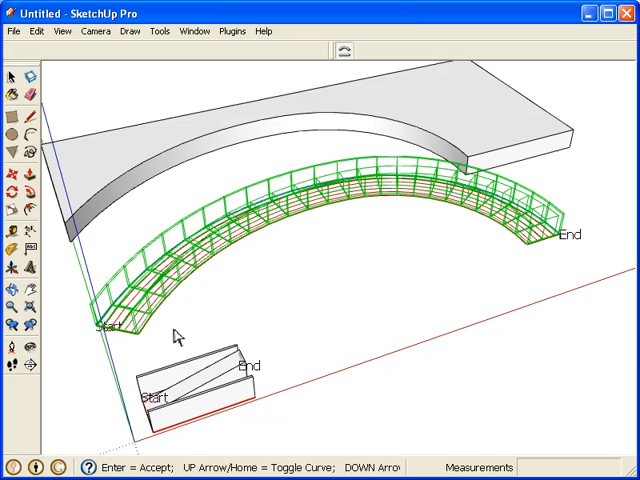 Untitled - SketchUp Pro
File Edit View Camera Draw Tools Window Plugins Help
End
Start
End
Start
Enter = Accept; UP Arrow/Home = Toggle Curve; DOWN Arro
Measurements